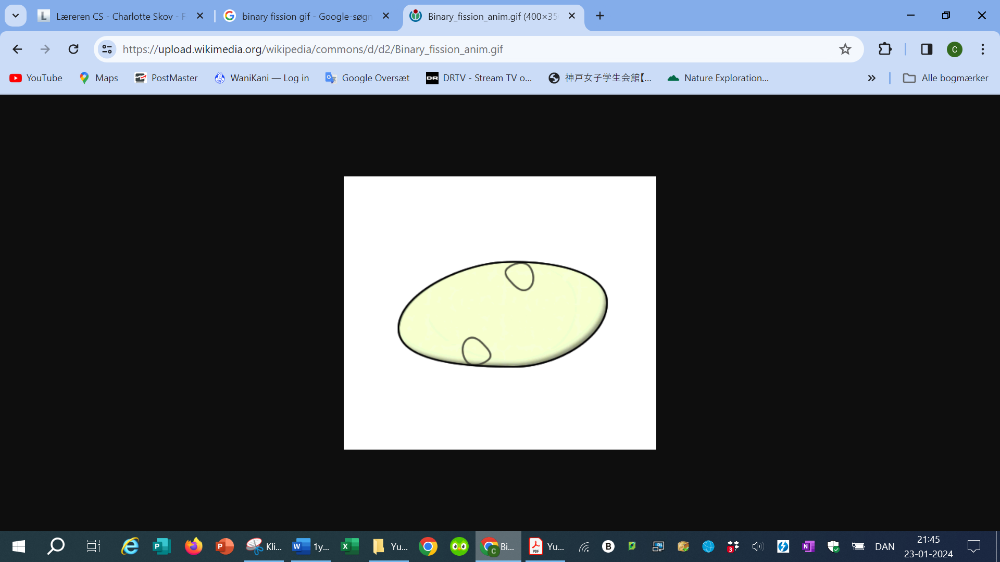 Læreren CS - Charlotte Skov - F
binary fission gif - Google-søgn
Binary_fission_anim.gif (400×35
https://upload.wikimedia.org/wikipedia/commons/d/d2/Binary_fission_anim.gif
C
YouTube
Maps
PostMaster
WaniKani — Log in
Google Oversæt
DRTV - Stream TV o...
神戸女子学生会館【...
Nature Exploration...
Alle bogmærker
Kli...
1y...
Yu...
Bi...
Yu...
DAN
21:45
23-01-2024